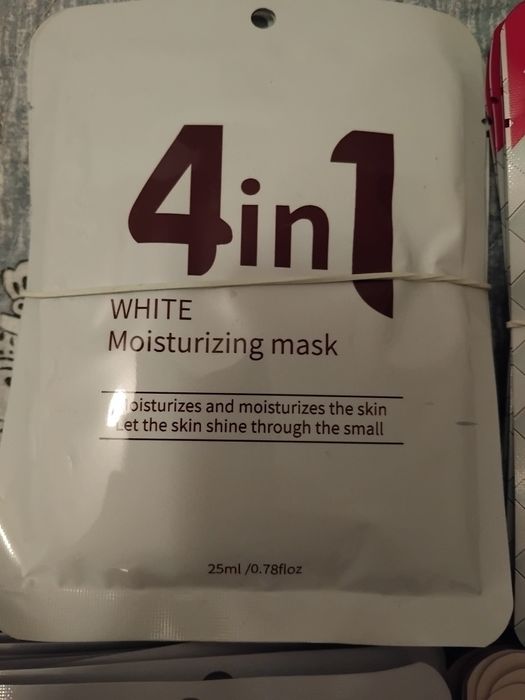 4in1
WHITE
Moisturizing mask
Moisturizes and moisturizes the skin
Let the skin shine through the small
25ml /0.78floz